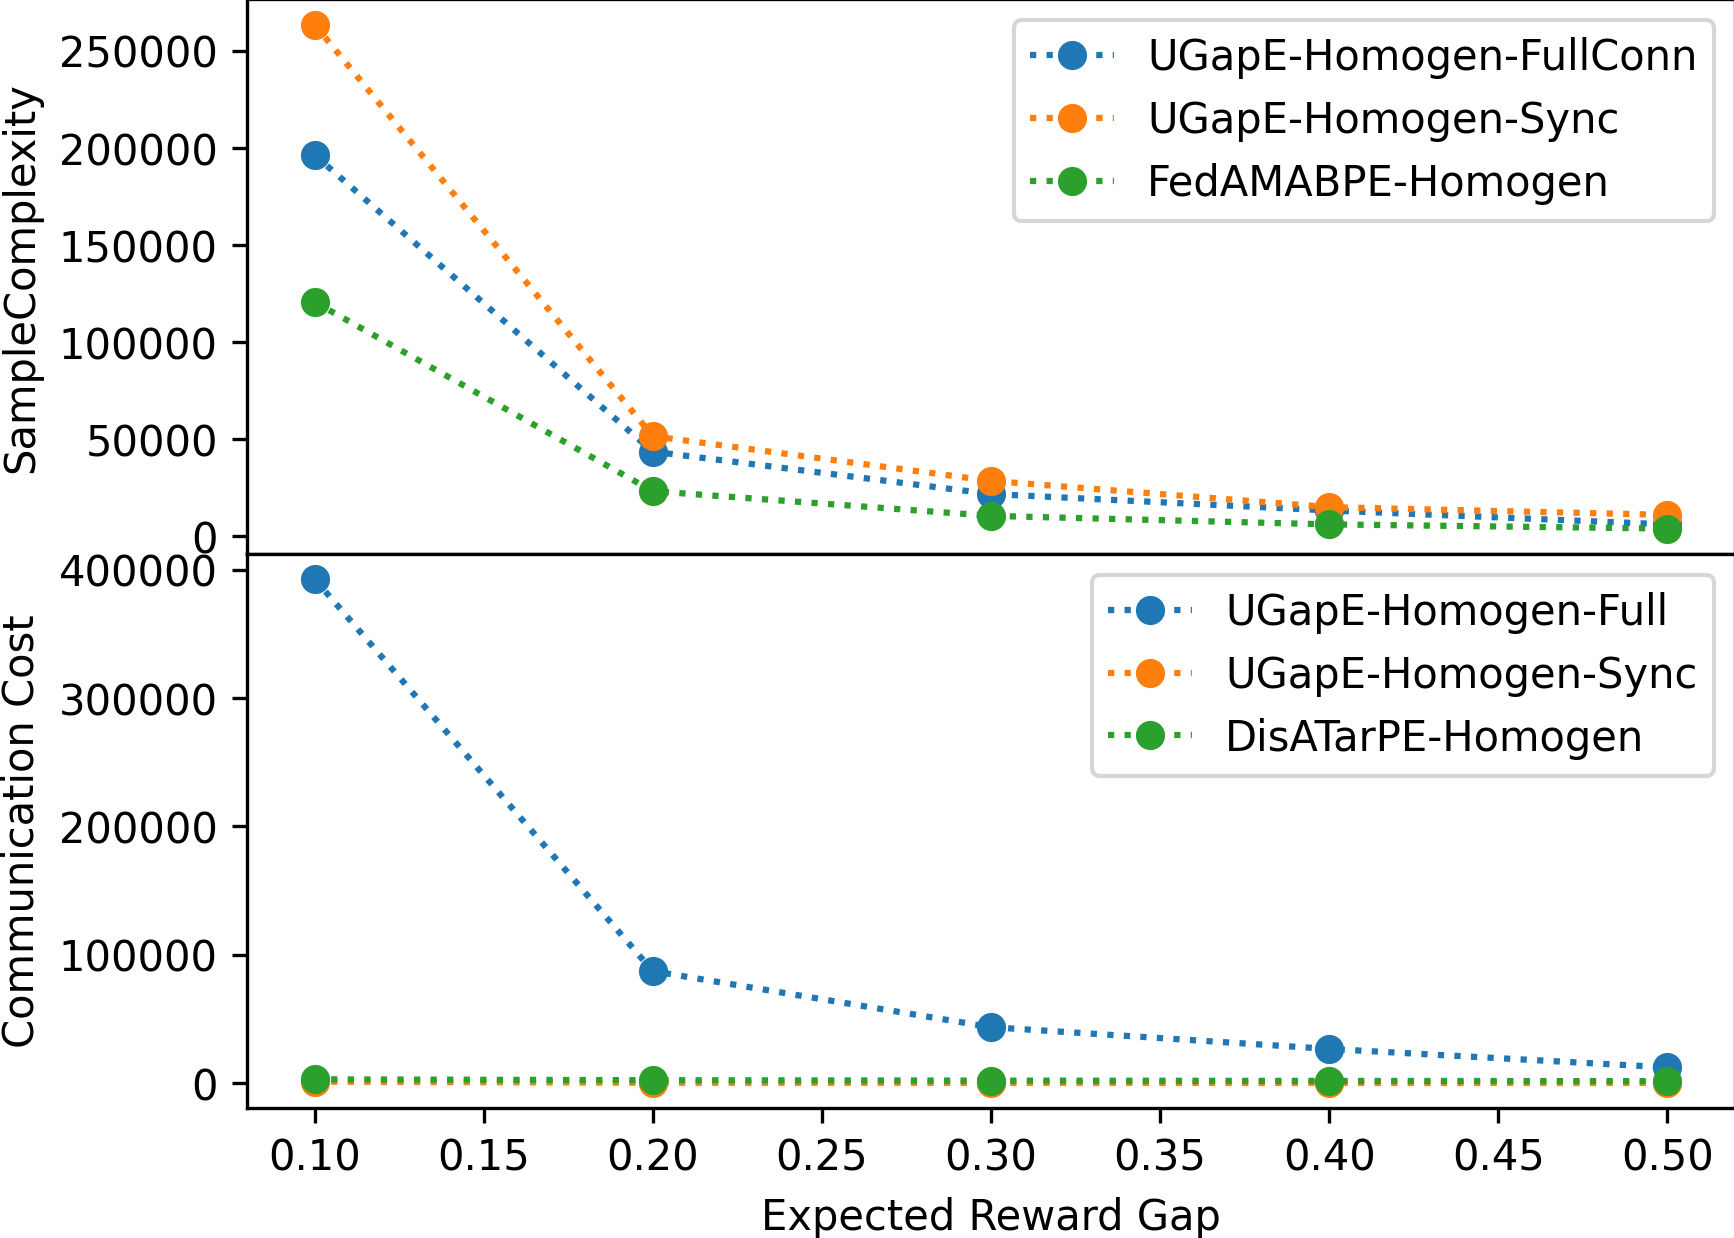 SampleComplexity
250000
200000
150000
100000
50000
0
UGapE-Homogen-FullConn
UGapE-Homogen-Sync
FedAMABPE-Homogen
Communication Cost
400000
300000
200000
100000
0
UGapE-Homogen-Full
UGapE-Homogen-Sync
DisATarPE-Homogen
0.10 0.15 0.20 0.25 0.30 0.35 0.40 0.45 0.50
Expected Reward Gap